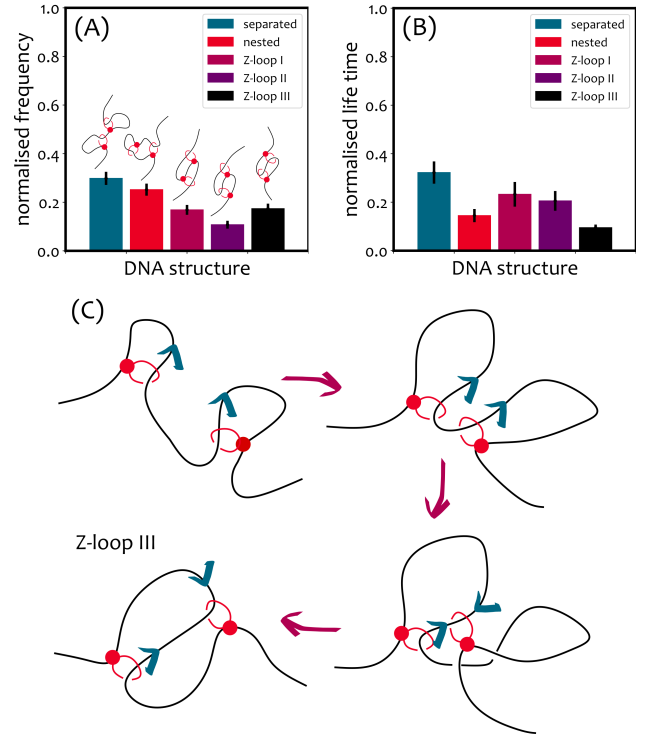 (A)
separated
nested
Z-loop I
Z-loop II
Z-loop III
normalised frequency
1.0
0.8
0.6
0.4
0.2
0.0
DNA structure
(B)
separated
nested
Z-loop I
Z-loop II
Z-loop III
normalised life time
1.0
0.8
0.6
0.4
0.2
0.0
DNA structure
(C)
Z-loop III